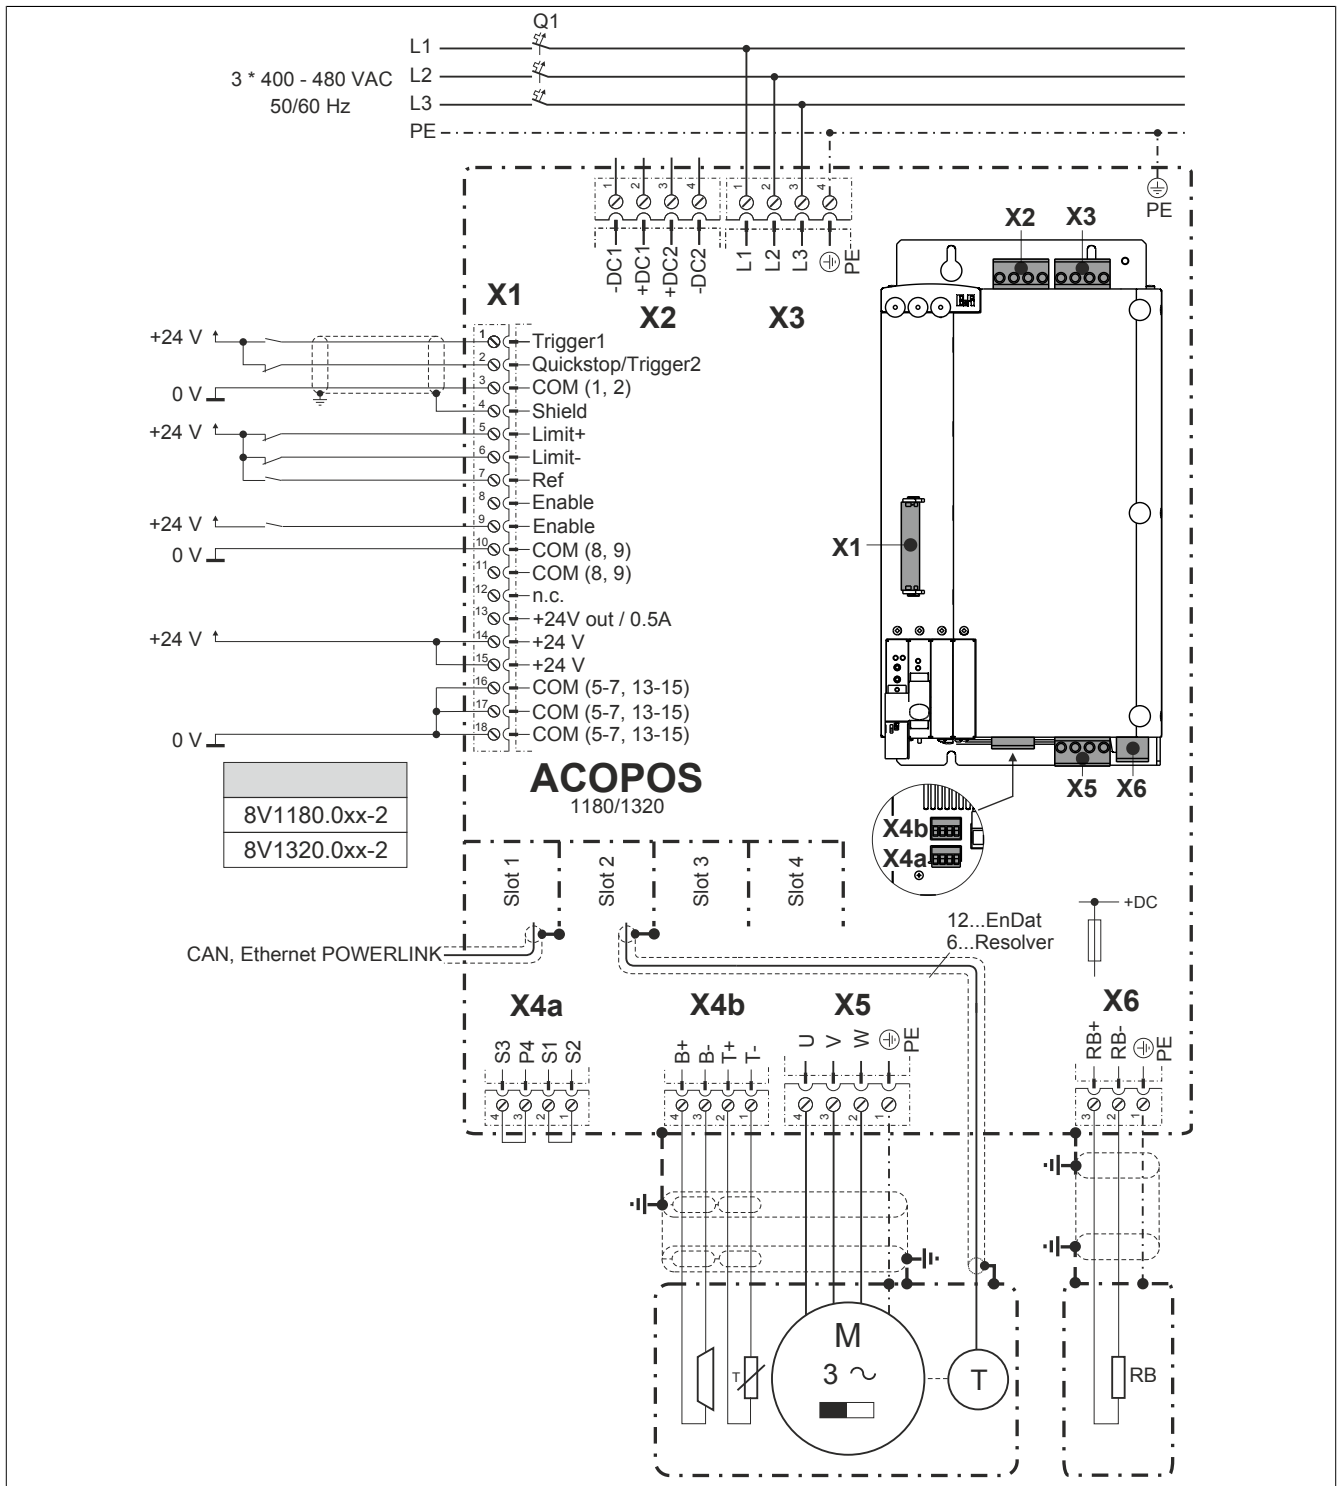 Q1
L1
3 * 400 - 480 VAC
L2
50/60 Hz
L3
PE
1 2 3 4
1 2 3 4
PE
-DC1
+DC1
+DC2
-DC2
L1
L2
L3
PE
X2 X3
X1
X2
X3
+24 V
1 Trigger1
2 Quickstop/Trigger2
0 V
3 COM (1, 2)
4 Shield
+24 V
5 Limit+
6 Limit-
7 Ref
8 Enable
+24 V
9 Enable
0 V
10 COM (8, 9)
11 COM (8, 9)
12 n.c.
13 +24V out / 0.5A
+24 V
14 +24 V
15 +24 V
16 COM (5-7, 13-15)
17 COM (5-7, 13-15)
0 V
18 COM (5-7, 13-15)
X1
X5 X6
X4b
X4a
ACOPOS
1180/1320
8V1180.0xx-2
8V1320.0xx-2
Slot 1
Slot 2
Slot 3
Slot 4
CAN, Ethernet POWERLINK
12...EnDat
6...Resolver
+DC
X4a
X4b
X5
X6
S3
P4
S1
S2
B+
B-
T+
T-
U
V
W
PE
RB+
RB-
PE
4 3 2 1
4 3 2 1
4 3 2 1
3 2 1
T
M
3 ~
T
RB